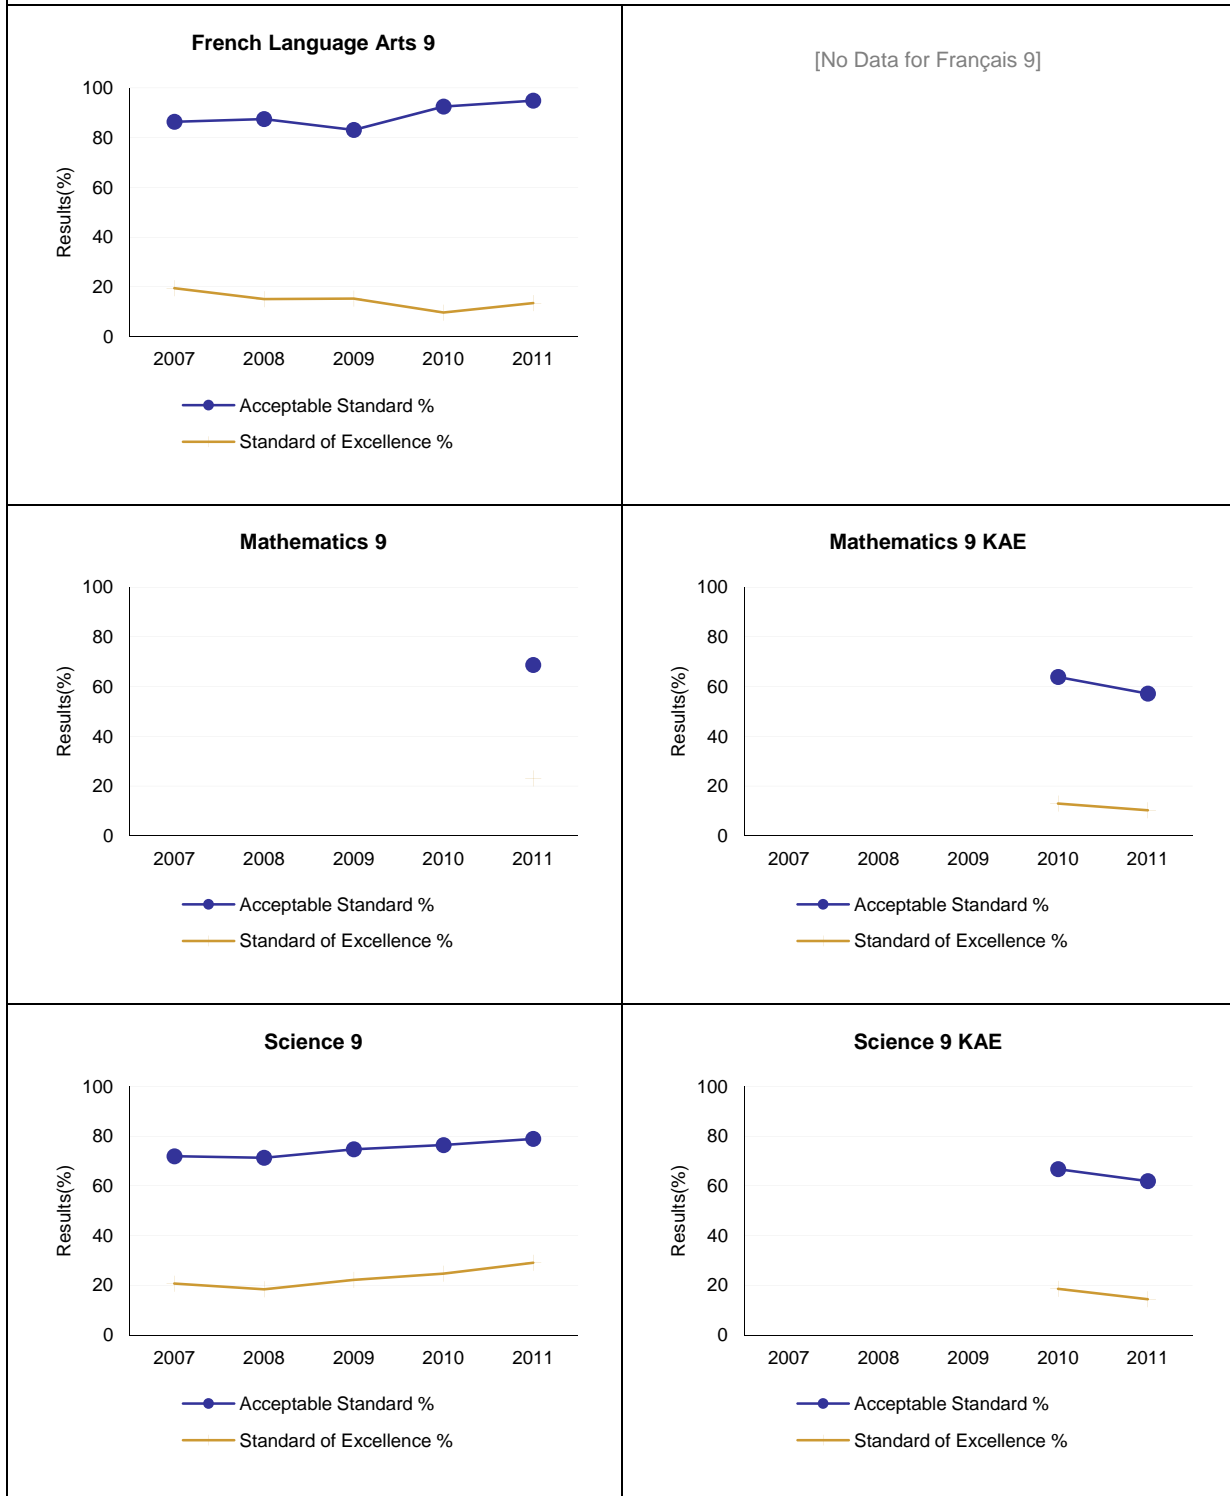 French Language Arts 9
100
80
60
40
20
0
Results(%)
2007 2008 2009 2010 2011
Acceptable Standard %
Standard of Excellence %
[No Data for Français 9]
Mathematics 9
100
80
60
40
20
0
Results(%)
2007 2008 2009 2010 2011
Acceptable Standard %
Standard of Excellence %
Mathematics 9 KAE
100
80
60
40
20
0
Results(%)
2007 2008 2009 2010 2011
Acceptable Standard %
Standard of Excellence %
Science 9
100
80
60
40
20
0
Results(%)
2007 2008 2009 2010 2011
Acceptable Standard %
Standard of Excellence %
Science 9 KAE
100
80
60
40
20
0
Results(%)
2007 2008 2009 2010 2011
Acceptable Standard %
Standard of Excellence %